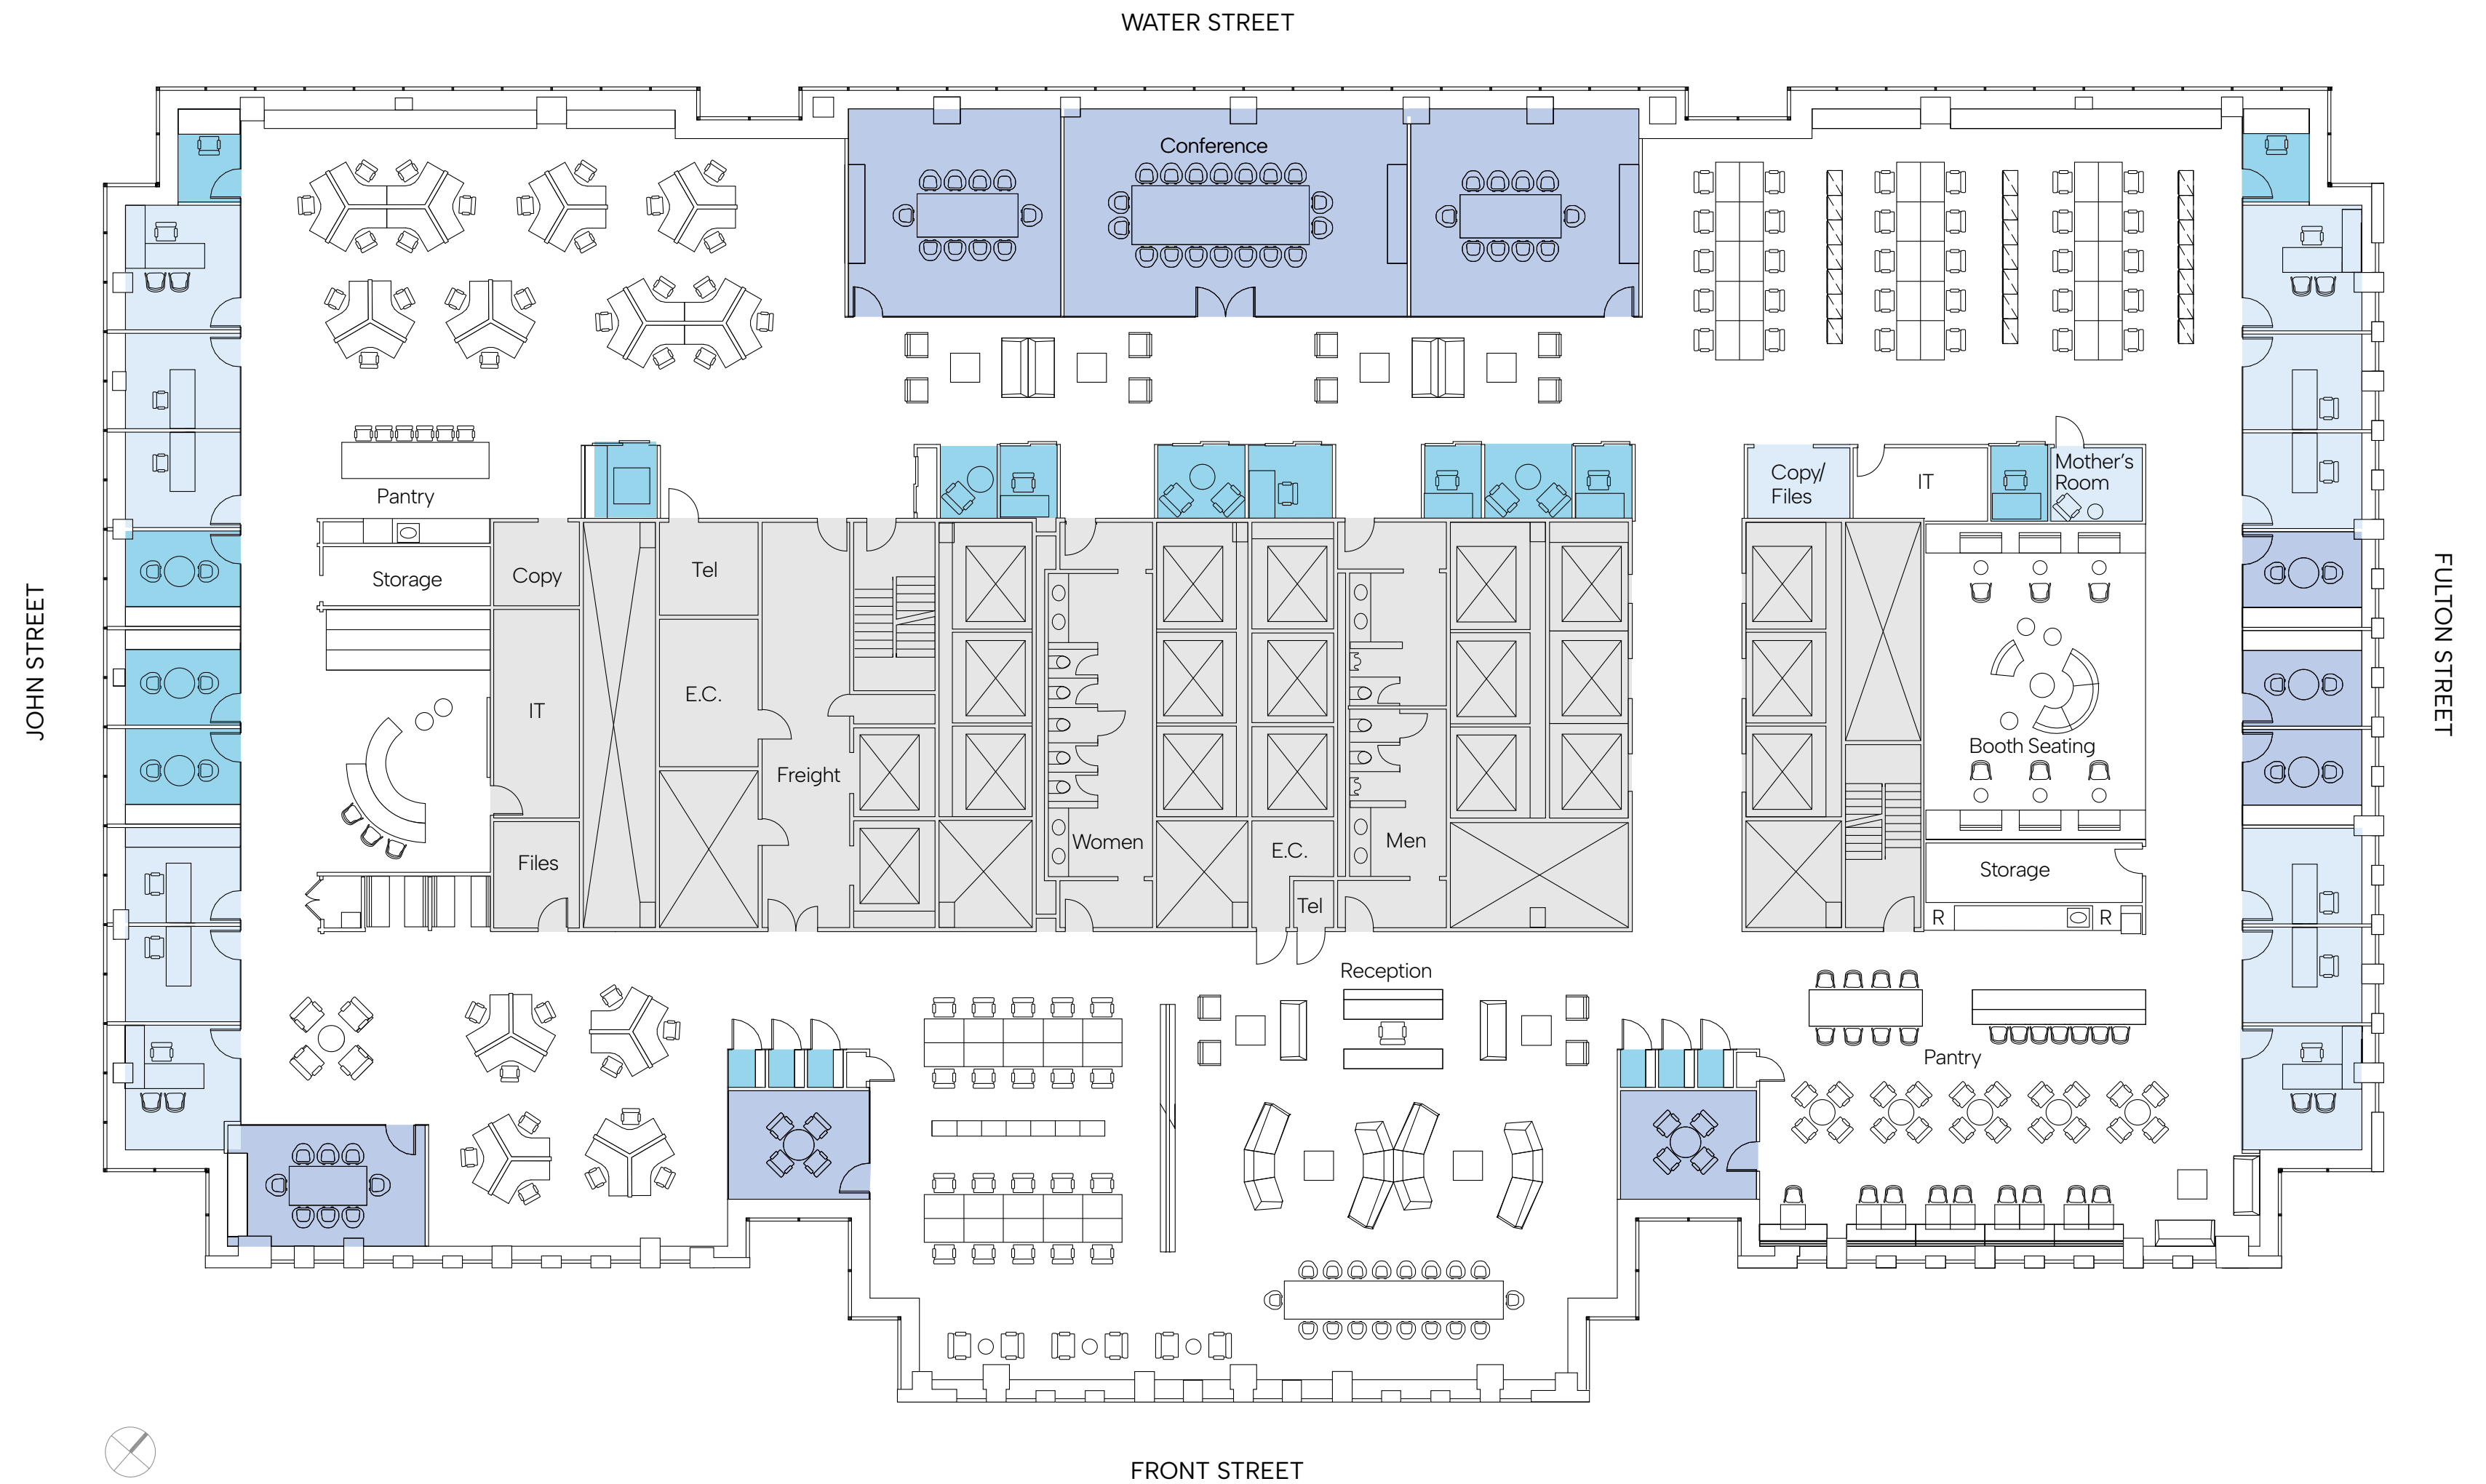 WATER STREET
Conference
Mother's
Room
Copy/
Files
IT
Pantry
Storage
Copy
Tel
JOHN STREET
FULTON STREET
E.C.
IT
Booth Seating
Freight
Women
Men
E.C.
Files
Storage
Tel
R
R
Reception
Pantry
FRONT STREET